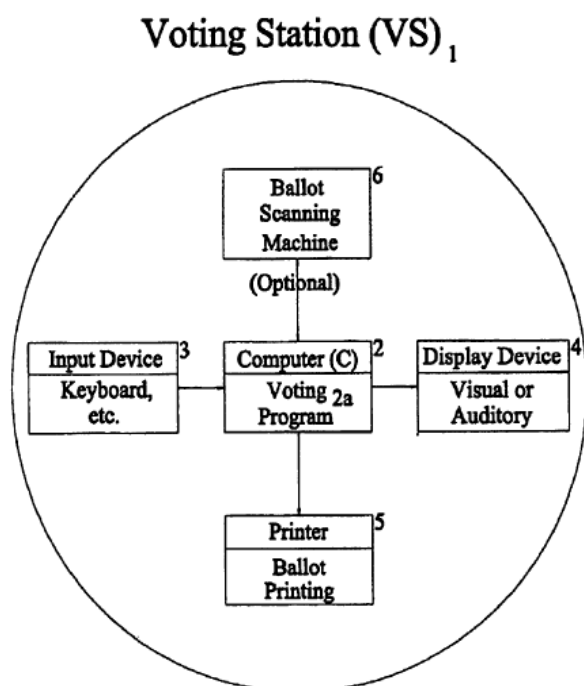 Voting Station (VS) 1
6
Ballot
Scanning
Machine
(Optional)
3
Input Device
Keyboard,
etc.
2
Computer (C)
Voting 2a
Program
4
Display Device
Visual or
Auditory
5
Printer
Ballot
Printing